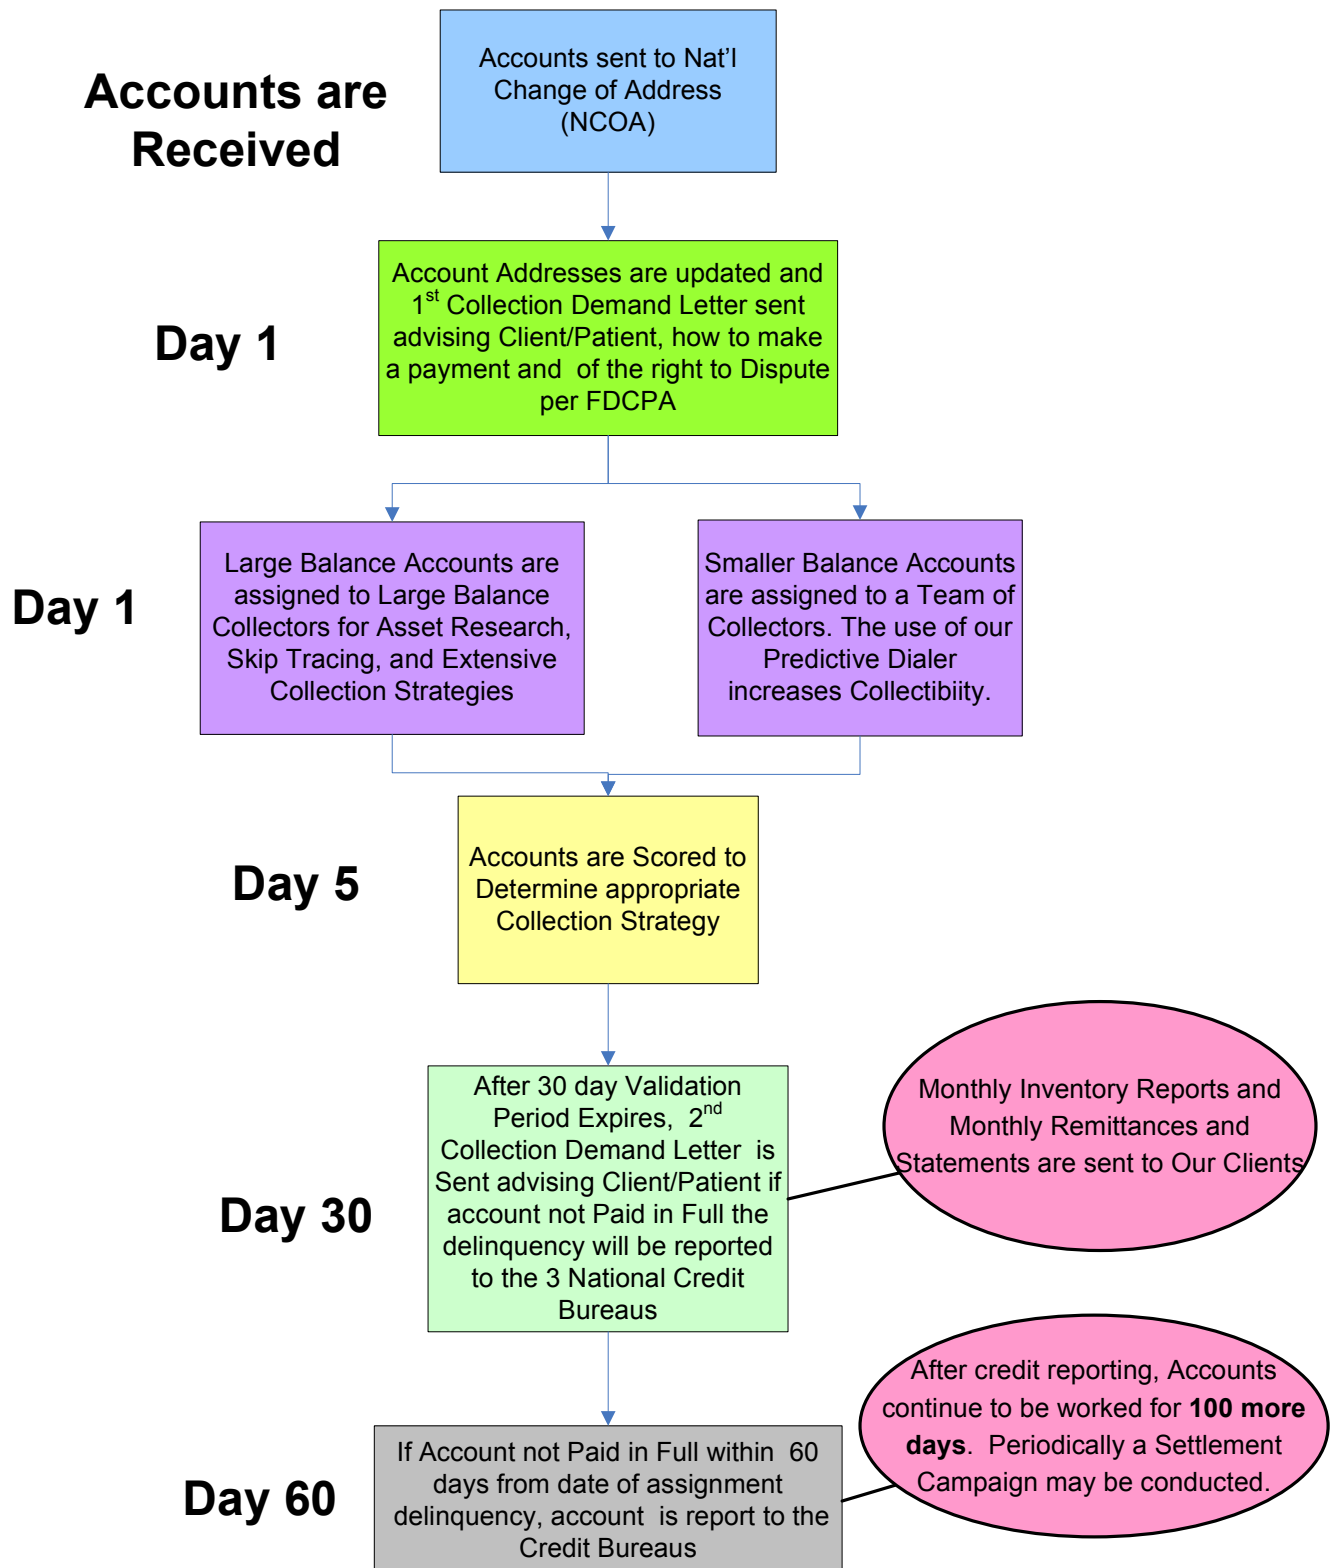 Accounts are
Received
Accounts sent to Nat'l
Change of Address
(NCOA)
Day 1
Account Addresses are updated and
1st Collection Demand Letter sent
advising Client/Patient, how to make
a payment and of the right to Dispute
per FDCPA
Day 1
Large Balance Accounts are
assigned to Large Balance
Collectors for Asset Research,
Skip Tracing, and Extensive
Collection Strategies
Smaller Balance Accounts
are assigned to a Team of
Collectors. The use of our
Predictive Dialer
increases Collectibiity.
Day 5
Accounts are Scored to
Determine appropriate
Collection Strategy
Day 30
After 30 day Validation
Period Expires, 2nd
Collection Demand Letter is
Sent advising Client/Patient if
account not Paid in Full the
delinquency will be reported
to the 3 National Credit
Bureaus
Monthly Inventory Reports and
Monthly Remittances and
Statements are sent to Our Clients
Day 60
If Account not Paid in Full within 60
days from date of assignment
delinquency, account is report to the
Credit Bureaus
After credit reporting, Accounts
continue to be worked for 100 more
days. Periodically a Settlement
Campaign may be conducted.